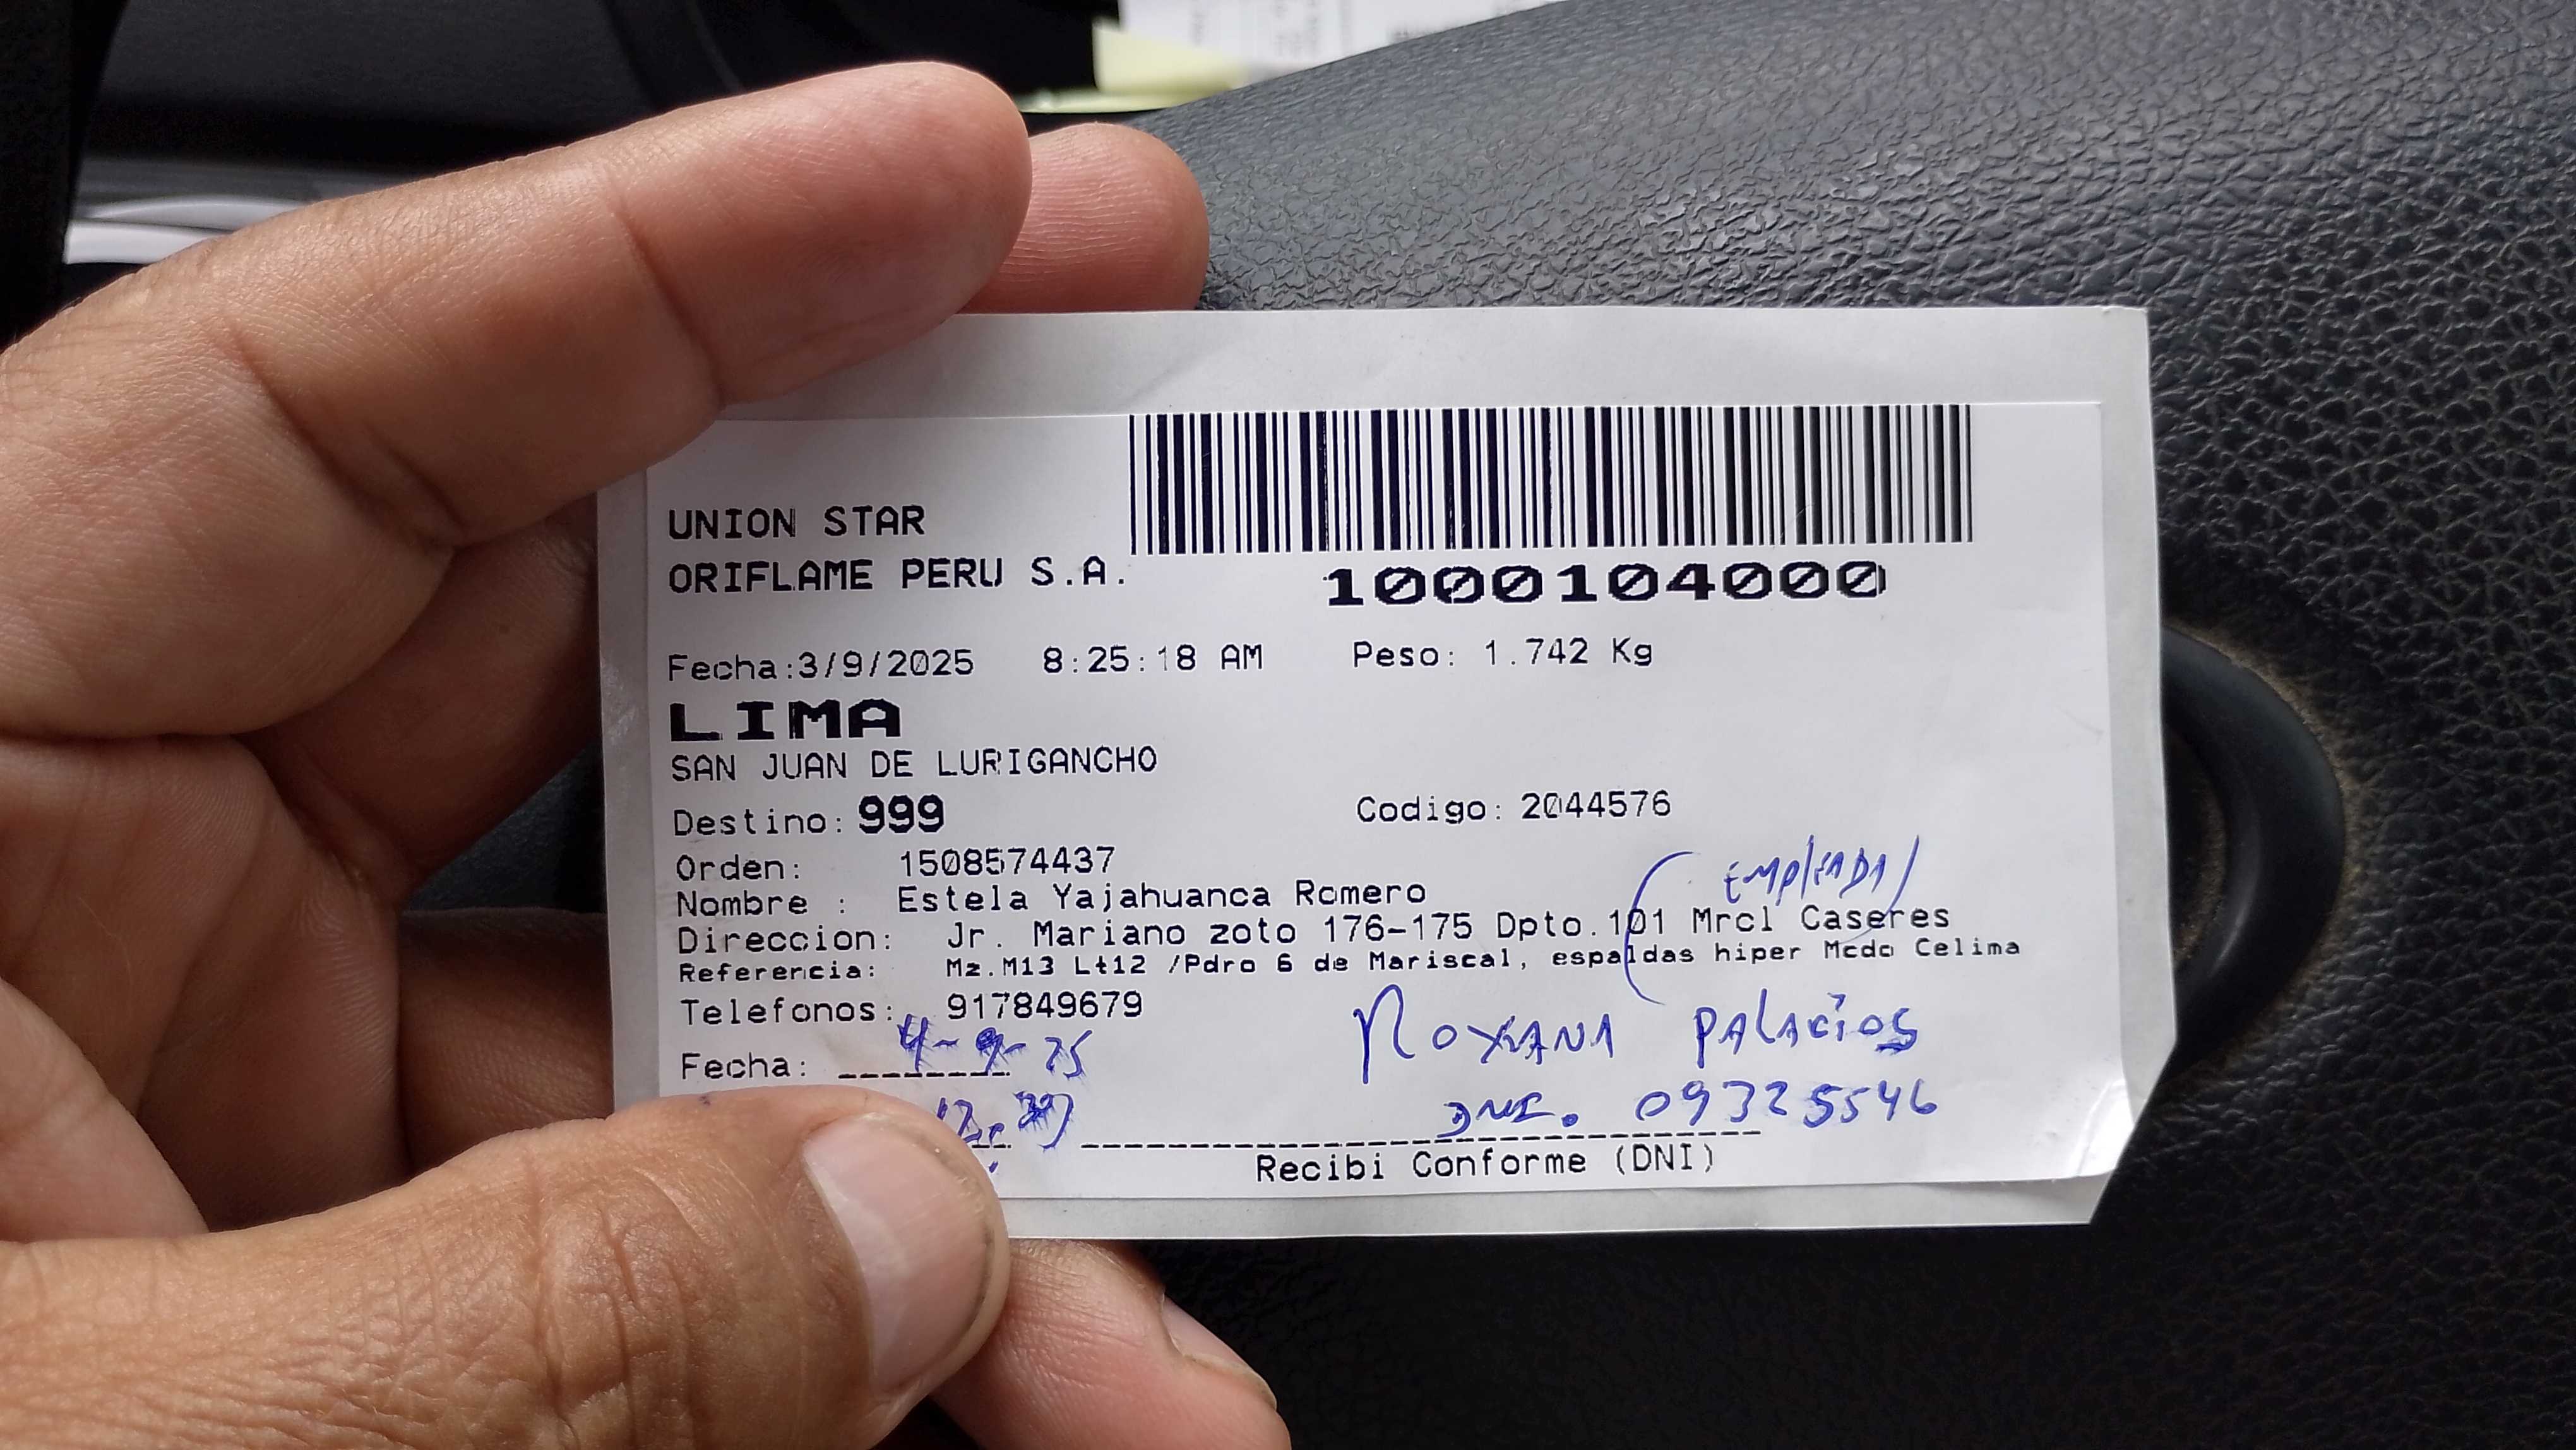 UNION STAR
ORIFLAME PERU S.A.
1000104000
Fecha:3/9/2025 8:25:18 AM Peso: 1.742 Kg
LIMA
SAN JUAN DE LURIGANCHO
Destino: 999 Codigo: 2044576
Orden: 1508574437
EMPLEADA
Nombre : Estela Yajahuanca Romero
Direccion: Jr. Mariano zoto 176-175 Dpto.101 Mrcl Caseres
Referencia: Mz.M13 Lt12 /Pdro 6 de Mariscal, espaldas hiper Mcdo Celima
Telefonos: 917849679
ROXANA PALACIOS
Fecha: 4-9-25
DNI. 09325546
Recibi Conforme (DNI)